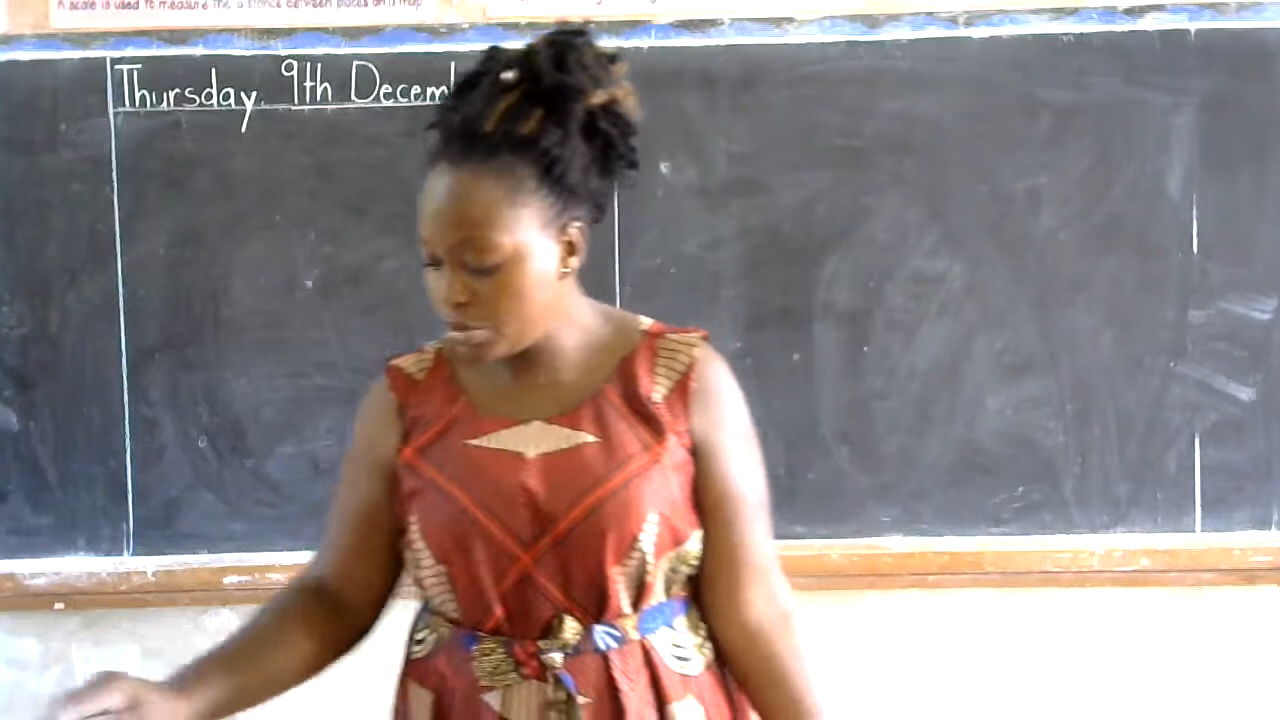 A scale is used to measure the distance between places on a map
Thursday, 9th Decem